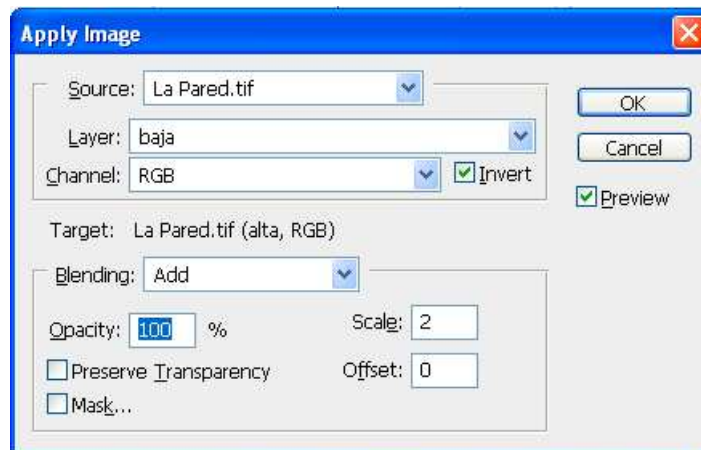 Apply Image
Source: La Pared.tif
OK
Layer: baja
Cancel
Channel: RGB Invert
Preview
Target: La Pared.tif (alta, RGB)
Blending: Add
Opacity: 100 % Scale: 2
Preserve Transparency Offset: 0
Mask...